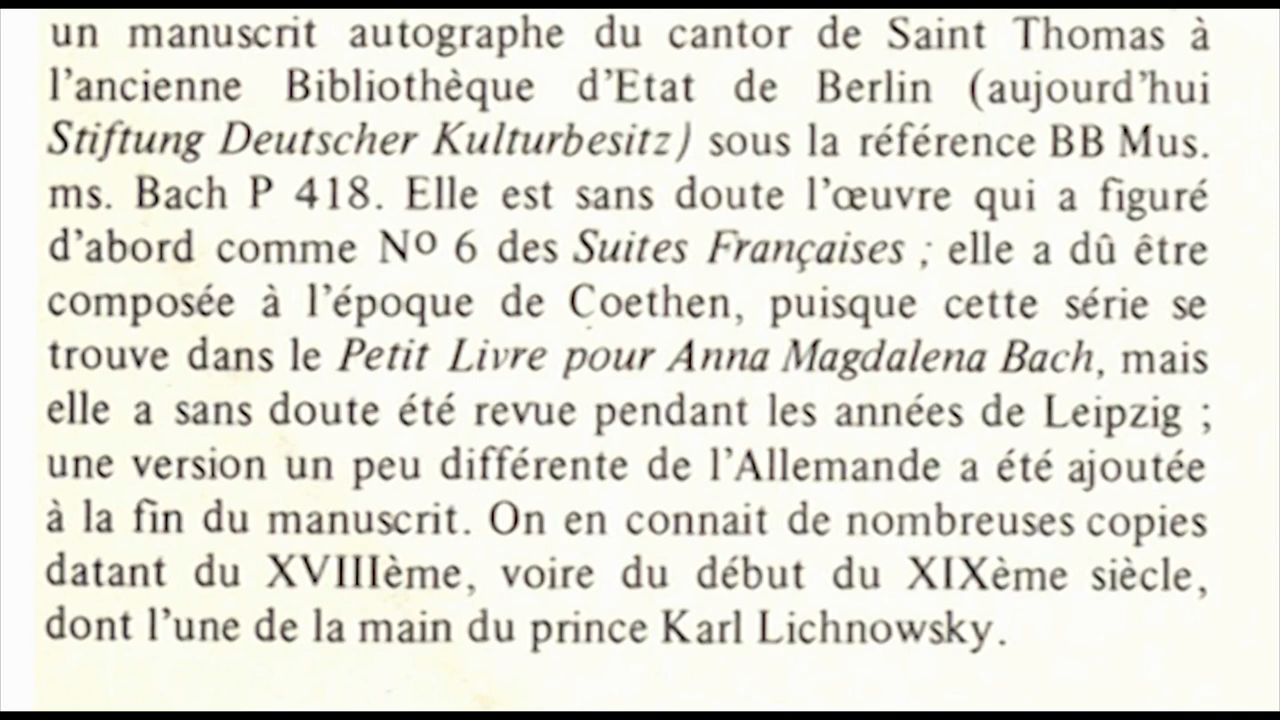 un manuscrit autographe du cantor de Saint Thomas à
l'ancienne Bibliothèque d'Etat de Berlin (aujourd'hui
Stiftung Deutscher Kulturbesitz) sous la référence BB Mus.
ms. Bach P 418. Elle est sans doute l'œuvre qui a figuré
d'abord comme Nº 6 des Suites Françaises ; elle a dû être
composée à l'époque de Coethen, puisque cette série se
trouve dans le Petit Livre pour Anna Magdalena Bach, mais
elle a sans doute été revue pendant les années de Leipzig ;
une version un peu différente de l'Allemande a été ajoutée
à la fin du manuscrit. On en connait de nombreuses copies
datant du XVIIIème, voire du début du XIXème siècle,
dont l'une de la main du prince Karl Lichnowsky.